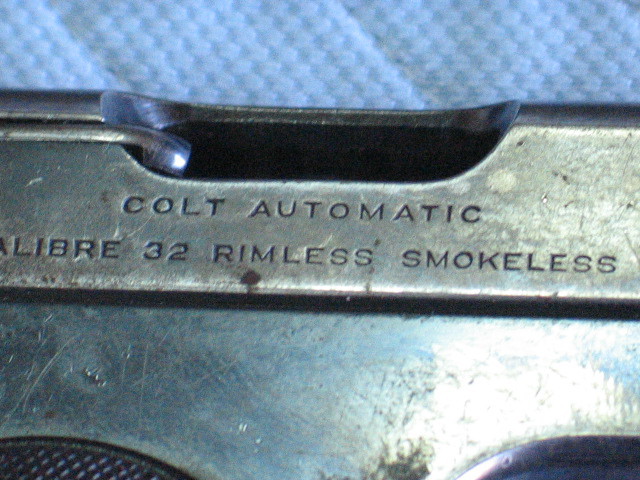 COLT AUTOMATIC
ALIBRE 32 RIMLESS SMOKELESS